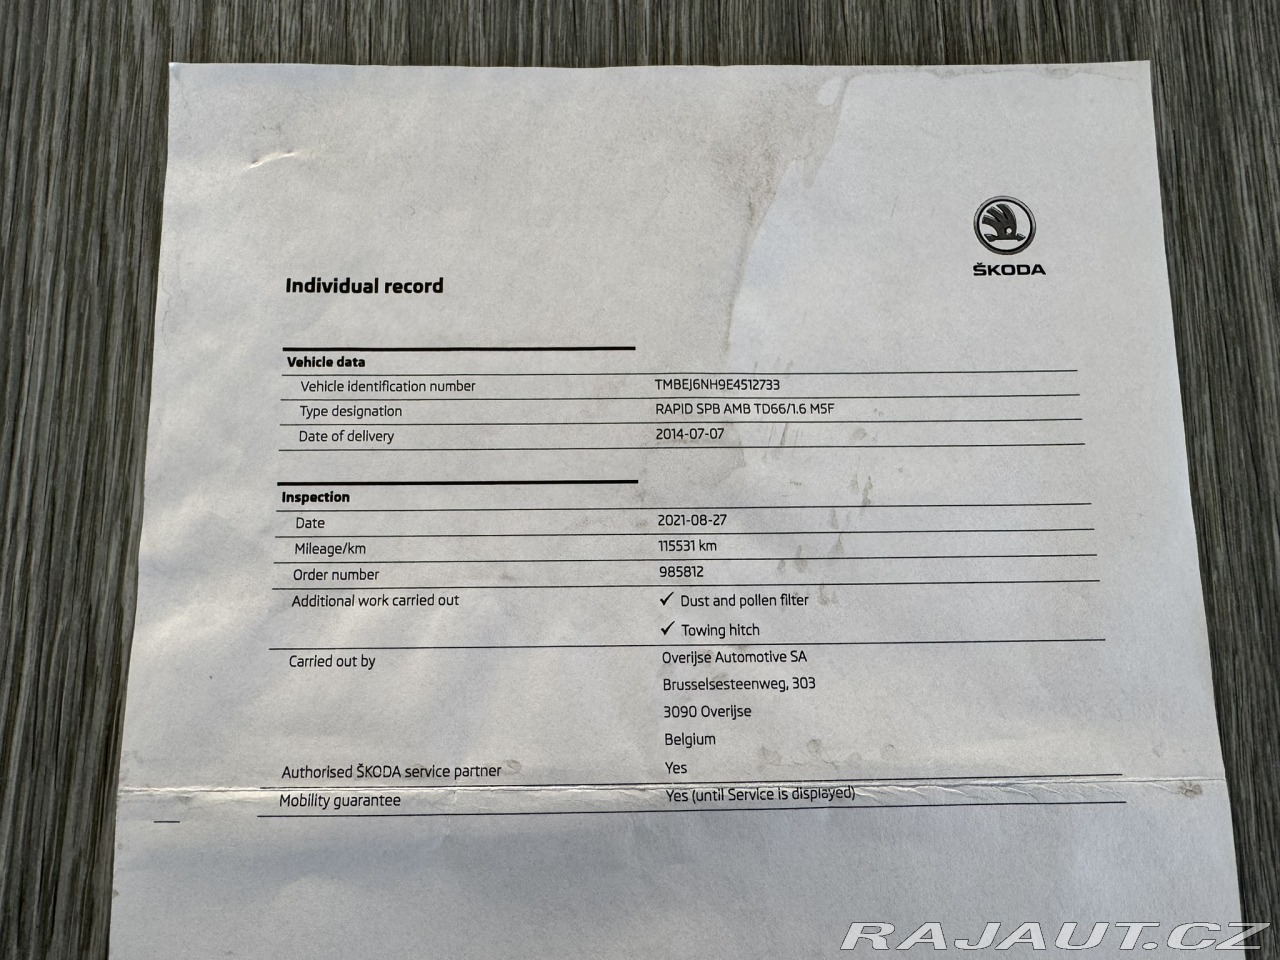 ŠKODA
Individual record
Vehicle data
Vehicle identification number TMBEJ6NH9E4512733
Type designation RAPID SPB AMB TD66/1.6 M5F
Date of delivery 2014-07-07
Inspection
Date 2021-08-27
Mileage/km 115531 km
Order number 985812
Additional work carried out ✓ Dust and pollen filter
✓ Towing hitch
Carried out by Overijse Automotive SA
Brusselsesteenweg, 303
3090 Overijse
Belgium
Authorised ŠKODA service partner Yes
Mobility guarantee Yes (until Service is displayed)
RAJAUT.CZ